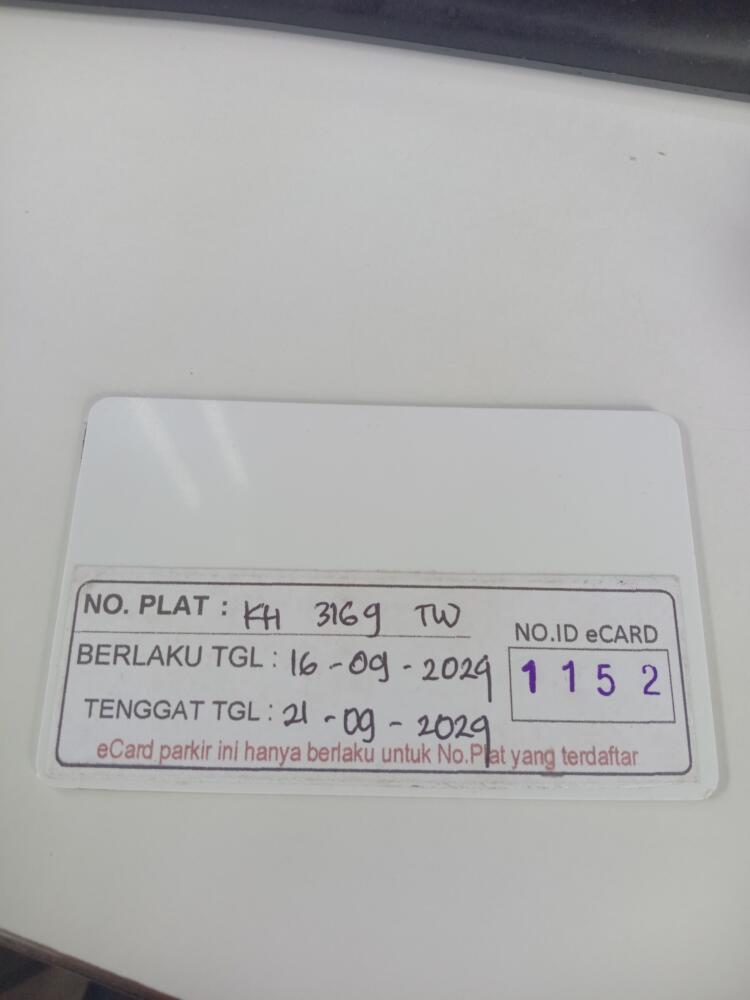 NO. PLAT : KH 3169 TW
BERLAKU TGL : 16 - 09 - 2029
TENGGAT TGL : 21 - 09 - 2029
NO.ID eCARD
1 1 5 2
eCard parkir ini hanya berlaku untuk No.Plat yang terdaftar